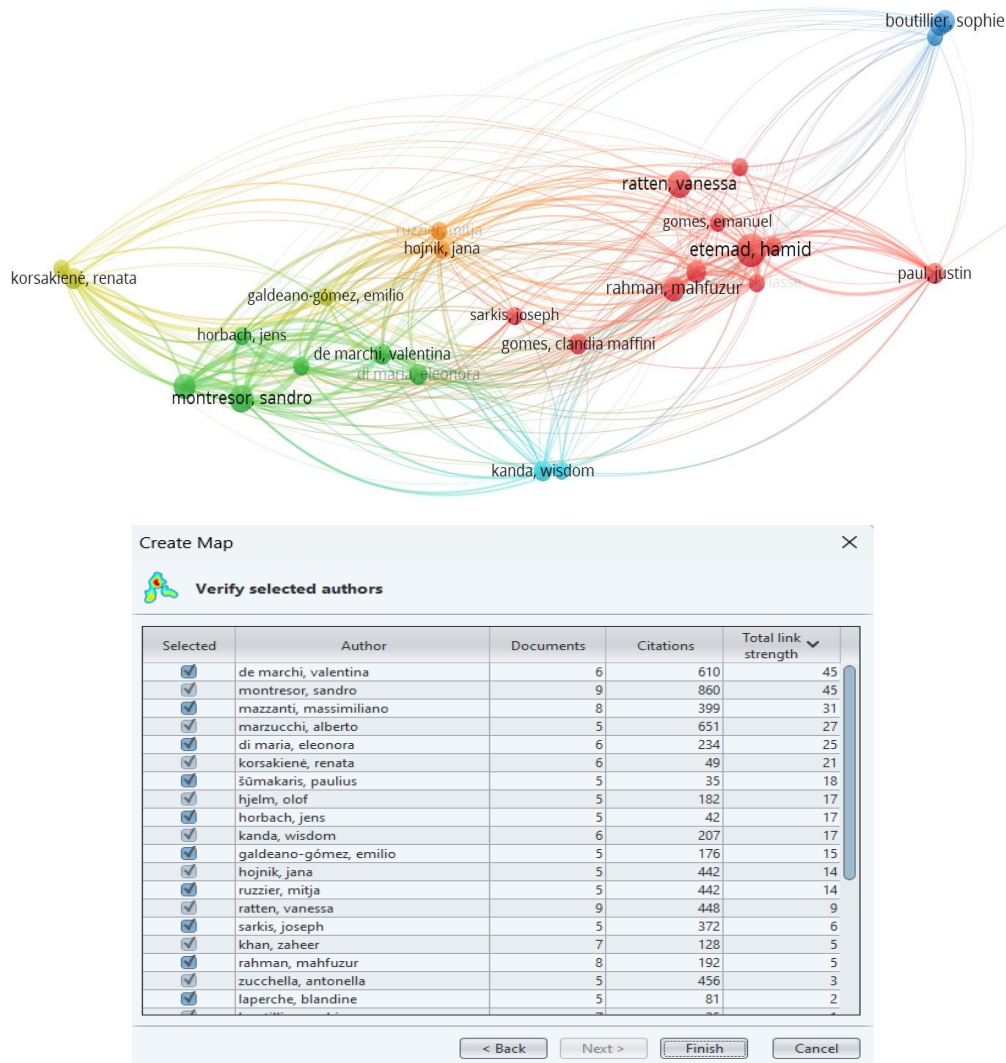 boutillier, sophie
ratten, vanessa
gomes, emanuel
ruzzier, mitja
hojnik, jana
etemad, hamid
korsakienė, renata
paul, justin
rahman, mahfuzur
galdeano-gómez, emilio
sarkis, joseph
horbach, jens
gomes, clandia maffini
de marchi, valentina
di maria, eleonora
montresor, sandro
kanda, wisdom
Create Map
Verify selected authors
Selected Author Documents Citations Total link strength
de marchi, valentina 6 610 45
montresor, sandro 9 860 45
mazzanti, massimiliano 8 399 31
marzucchi, alberto 5 651 27
di maria, eleonora 6 234 25
korsakienė, renata 6 49 21
šūmakaris, paulius 5 35 18
hjelm, olof 5 182 17
horbach, jens 5 42 17
kanda, wisdom 6 207 17
galdeano-gómez, emilio 5 176 15
hojnik, jana 5 442 14
ruzzier, mitja 5 442 14
ratten, vanessa 9 448 9
sarkis, joseph 5 372 6
khan, zaheer 7 128 5
rahman, mahfuzur 8 192 5
zucchella, antonella 5 456 3
laperche, blandine 5 81 2
< Back Next > Finish Cancel